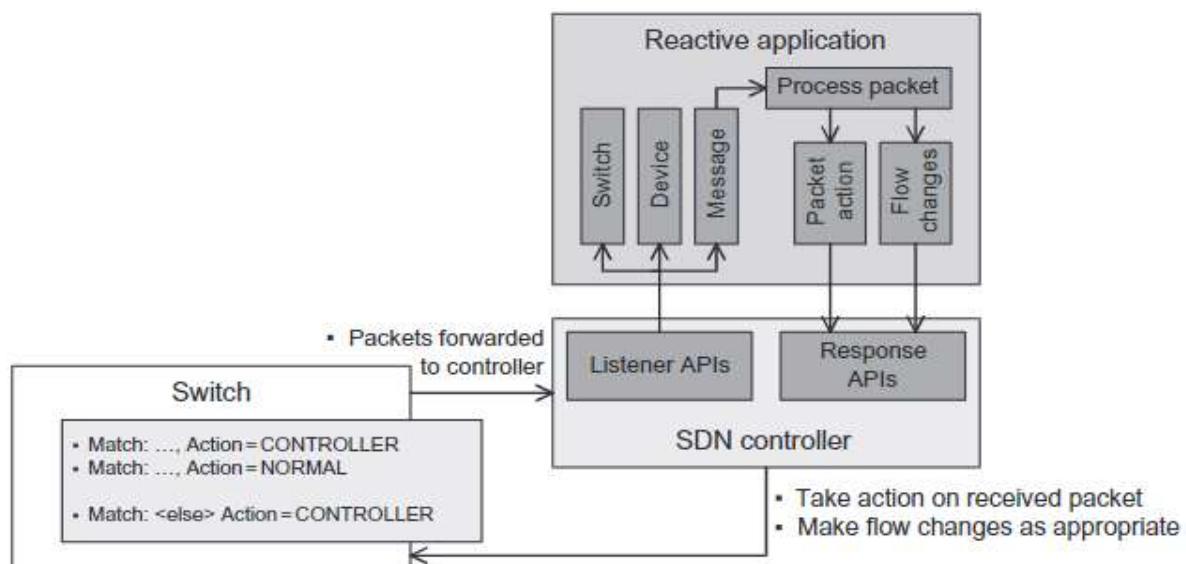 Reactive application
Process packet
Switch
Device
Message
Packet
action
Flow
changes
▪ Packets forwarded
to controller
Listener APIs
Response
APIs
SDN controller
Switch
▪ Match: …, Action=CONTROLLER
▪ Match: …, Action=NORMAL
▪ Match: <else> Action=CONTROLLER
▪ Take action on received packet
▪ Make flow changes as appropriate